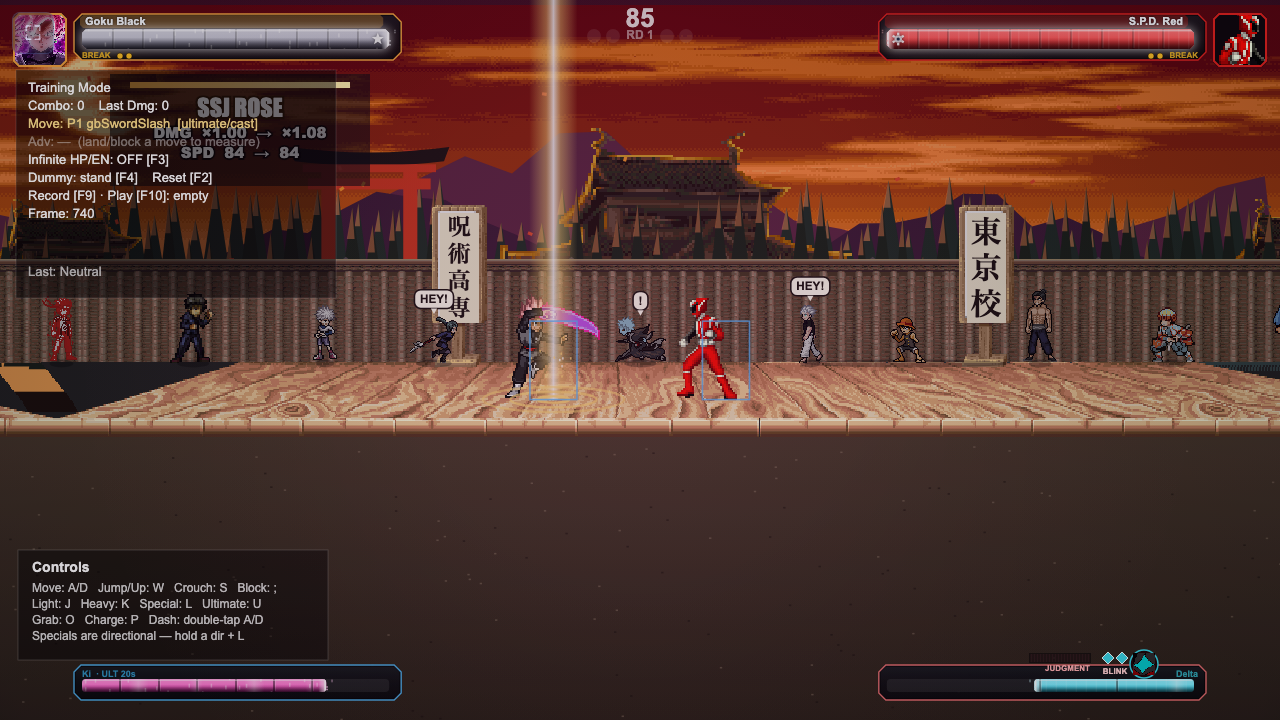 Goku Black
85
S.P.D. Red
RD 1
BREAK
BREAK
Training Mode
Combo: 0 Last Dmg: 0
SSJ ROSE
Move: P1 gbSwordSlash [ultimate/cast]
DMG ×1.00 → ×1.08
Adv: — (land/block a move to measure)
SPD 84 → 84
Infinite HP/EN: OFF [F3]
Dummy: stand [F4] Reset [F2]
Record [F9] · Play [F10]: empty
Frame: 740
Last: Neutral
呪術高専
東京校
HEY!
!
HEY!
Controls
Move: A/D Jump/Up: W Crouch: S Block: ;
Light: J Heavy: K Special: L Ultimate: U
Grab: O Charge: P Dash: double-tap A/D
Specials are directional — hold a dir + L
Ki · ULT 20s
JUDGMENT
BLINK
Delta